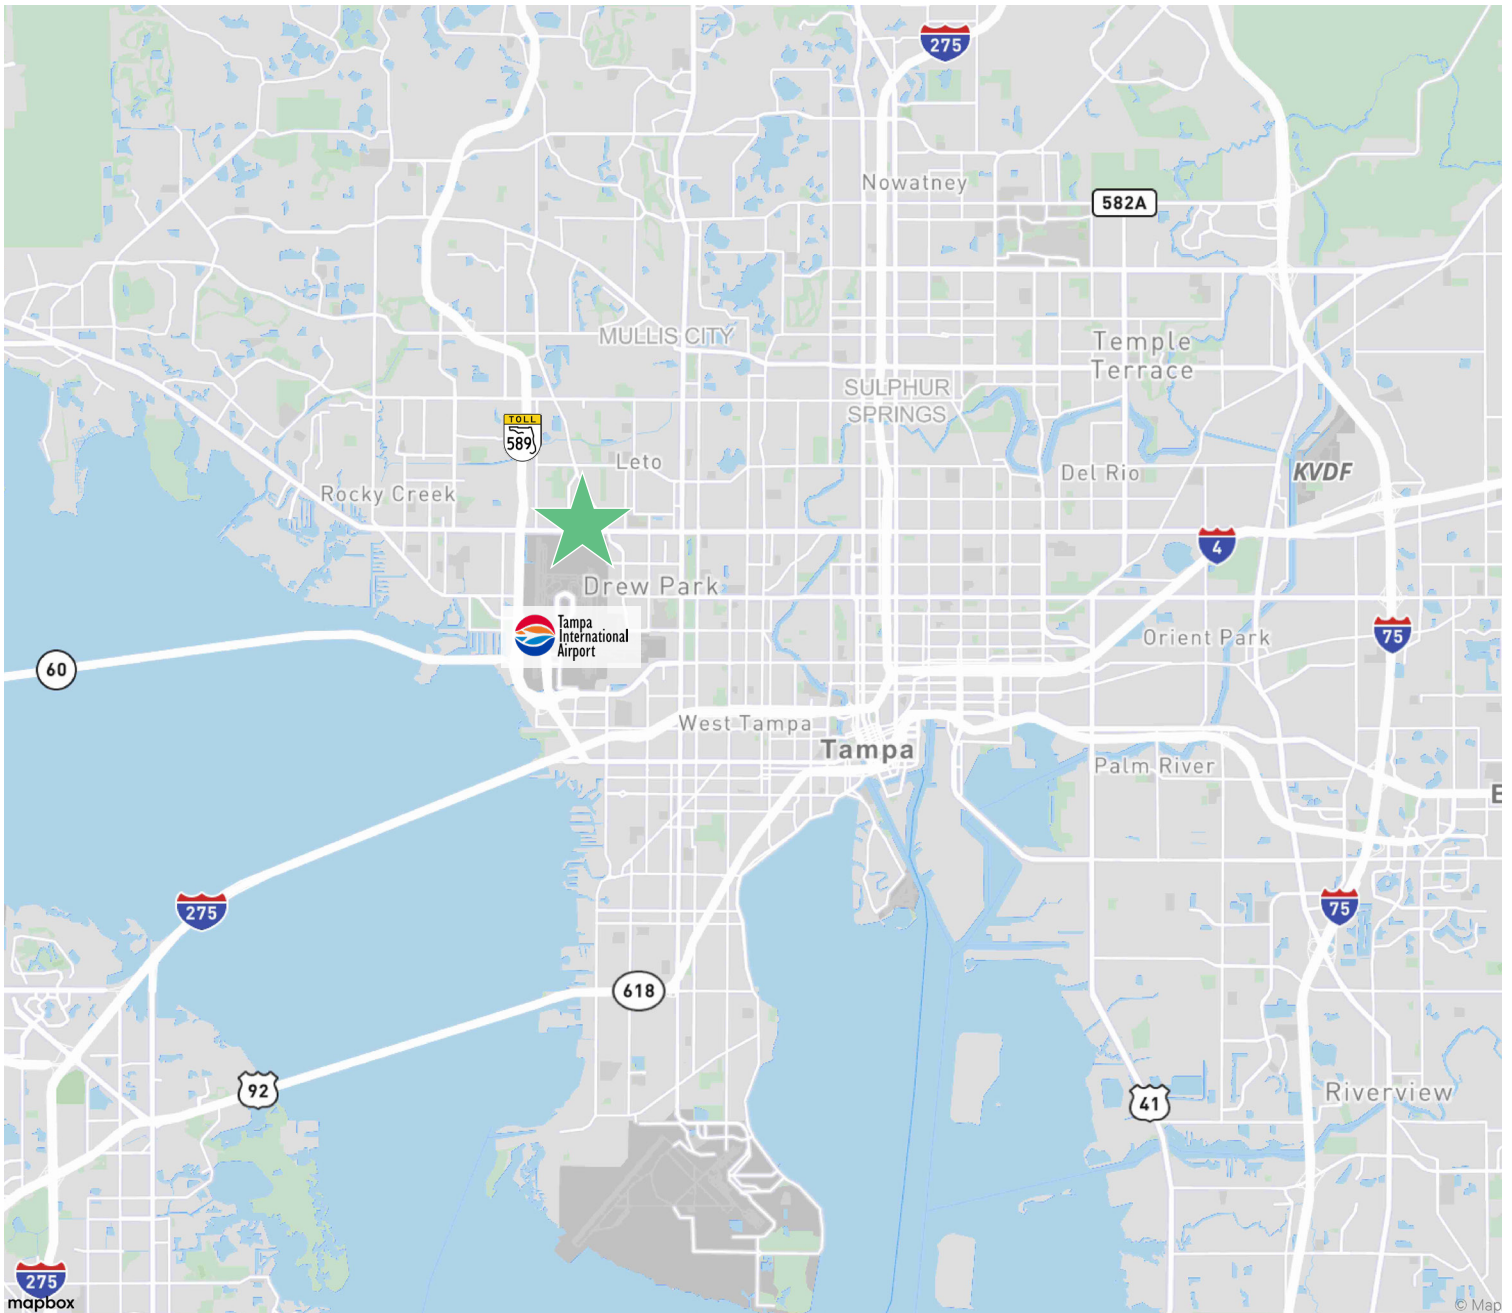 275
Nowatney
582A
MULLIS CITY
Temple
Terrace
SULPHUR
SPRINGS
TOLL
589
Leto
Del Rio
KVDF
Rocky Creek
4
Drew Park
Tampa
International
Airport
Orient Park
75
60
West Tampa
Tampa
Palm River
E
275
75
618
92
41
Riverview
275
mapbox
© Map